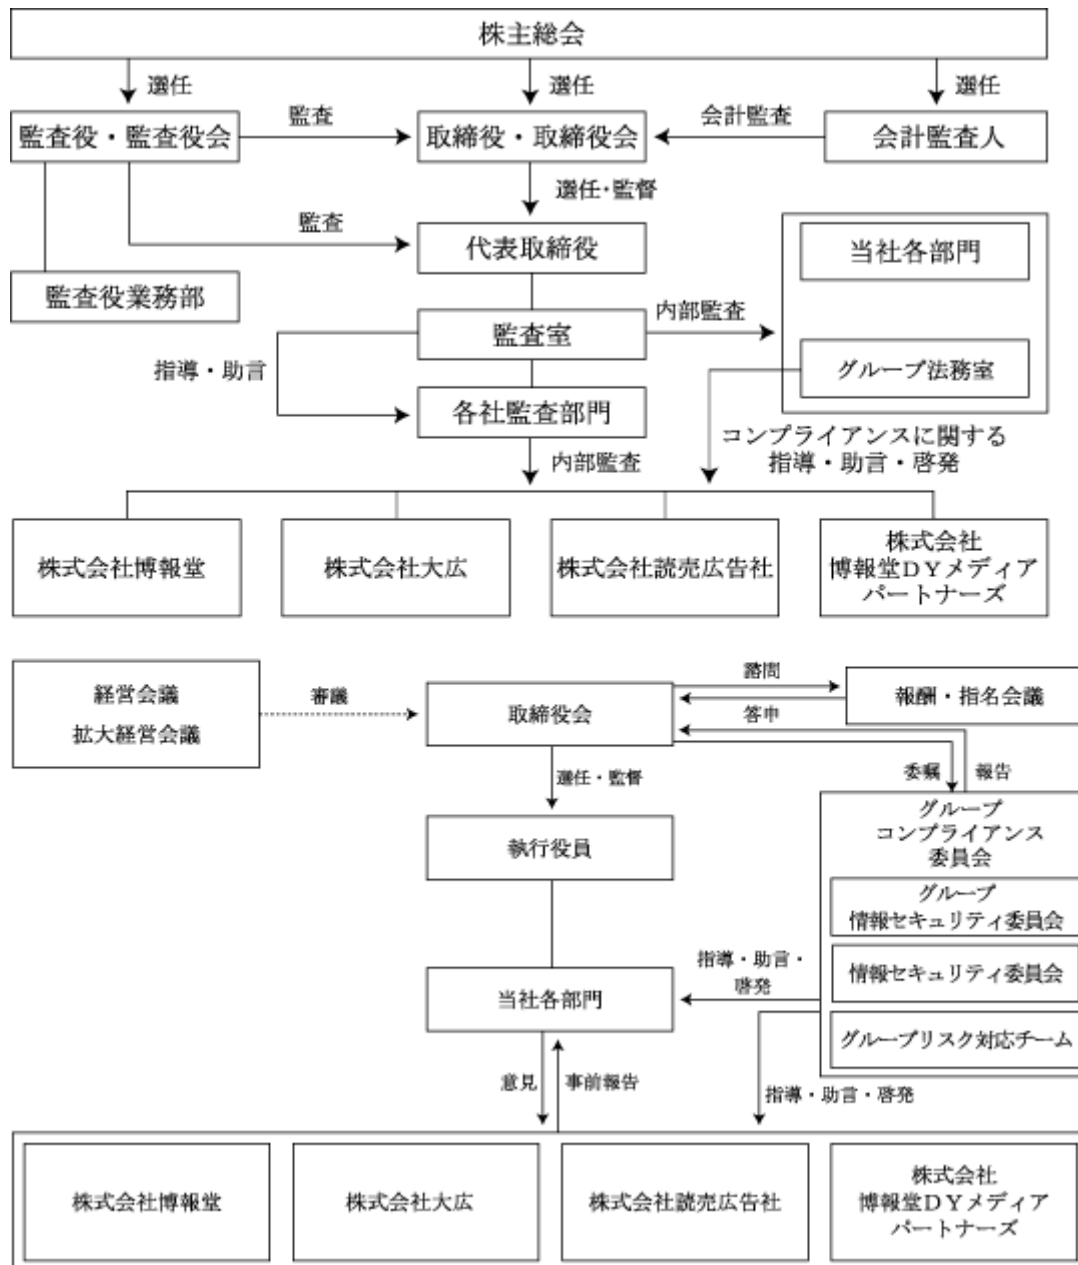 株主総会
選任
選任
選任
監査役・監査役会
監査
取締役・取締役会
会計監査
会計監査人
選任・監督
監査
代表取締役
当社各部門
監査役業務部
監査室
内部監査
指導・助言
グループ法務室
各社監査部門
コンプライアンスに関する
指導・助言・啓発
内部監査
株式会社博報堂
株式会社大広
株式会社読売広告社
株式会社
博報堂DYメディア
パートナーズ
経営会議
拡大経営会議
審議
取締役会
諮問
答申
報酬・指名会議
選任・監督
委嘱
報告
執行役員
グループ
コンプライアンス
委員会
グループ
情報セキュリティ委員会
情報セキュリティ委員会
グループリスク対応チーム
指導・助言・
啓発
当社各部門
意見
事前報告
指導・助言・啓発
株式会社博報堂
株式会社大広
株式会社読売広告社
株式会社
博報堂DYメディア
パートナーズ